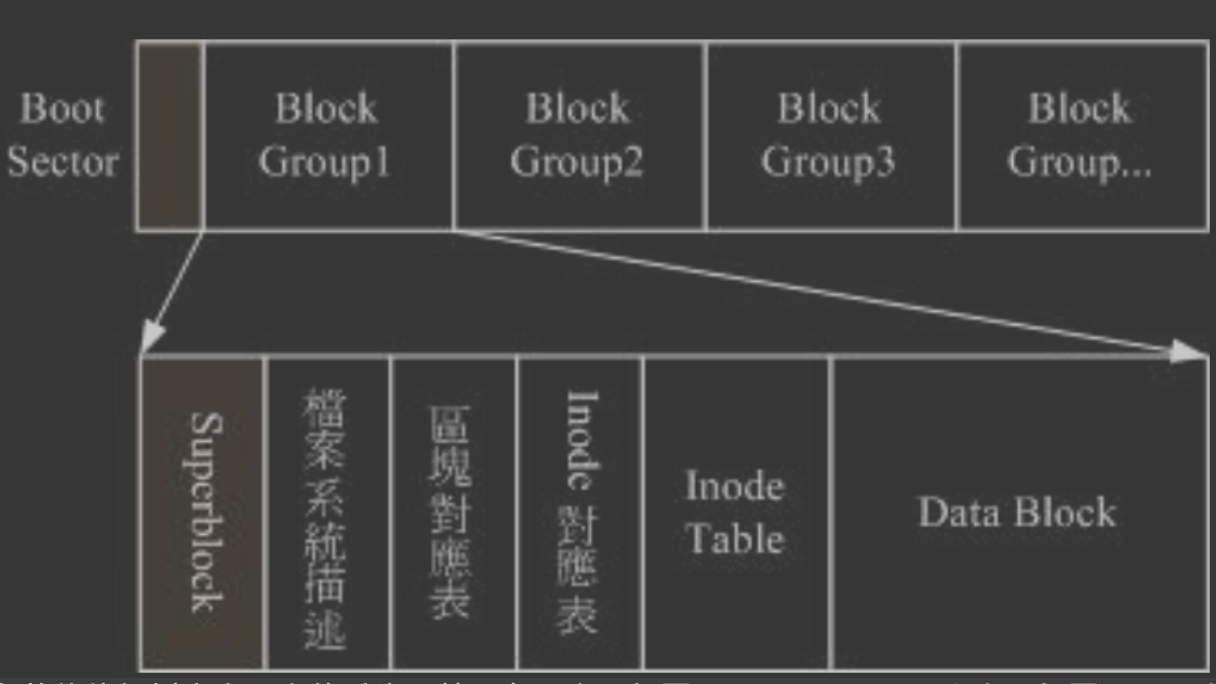 Boot
Sector
Block
Group1
Block
Group2
Block
Group3
Block
Group...
Superblock
檔案系統描述
區塊對應表
Inode 對應表
Inode
Table
Data Block